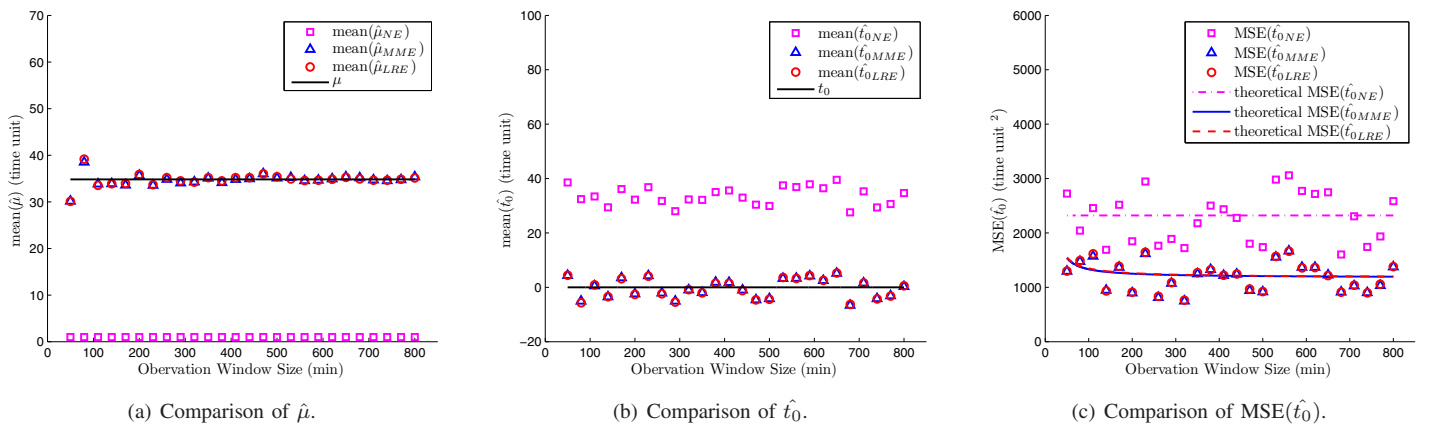 70
60
50
40
30
20
10
0
mean(μ̂) (time unit)
mean(μ̂_NE)
mean(μ̂_MME)
mean(μ̂_LRE)
μ
0 100 200 300 400 500 600 700 800
Obervation Window Size (min)
(a) Comparison of μ̂.
100
80
60
40
20
0
−20
mean(t̂_0) (time unit)
mean(t̂_0NE)
mean(t̂_0MME)
mean(t̂_0LRE)
t_0
0 100 200 300 400 500 600 700 800
Obervation Window Size (min)
(b) Comparison of t̂_0.
6000
5000
4000
3000
2000
1000
0
MSE(t̂_0) (time unit ²)
MSE(t̂_0NE)
MSE(t̂_0MME)
MSE(t̂_0LRE)
theoretical MSE(t̂_0NE)
theoretical MSE(t̂_0MME)
theoretical MSE(t̂_0LRE)
0 100 200 300 400 500 600 700 800
Obervation Window Size (min)
(c) Comparison of MSE(t̂_0).